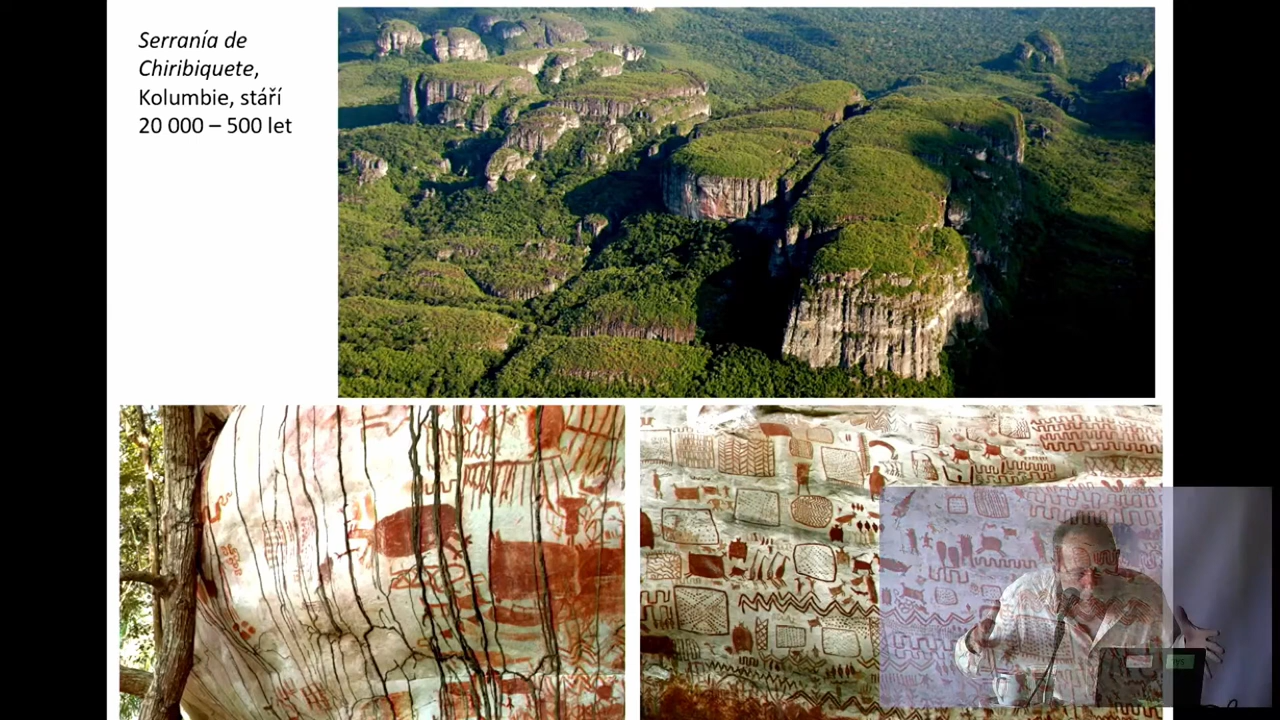 Serranía de
Chiribiquete,
Kolumbie, stáří
20 000 – 500 let